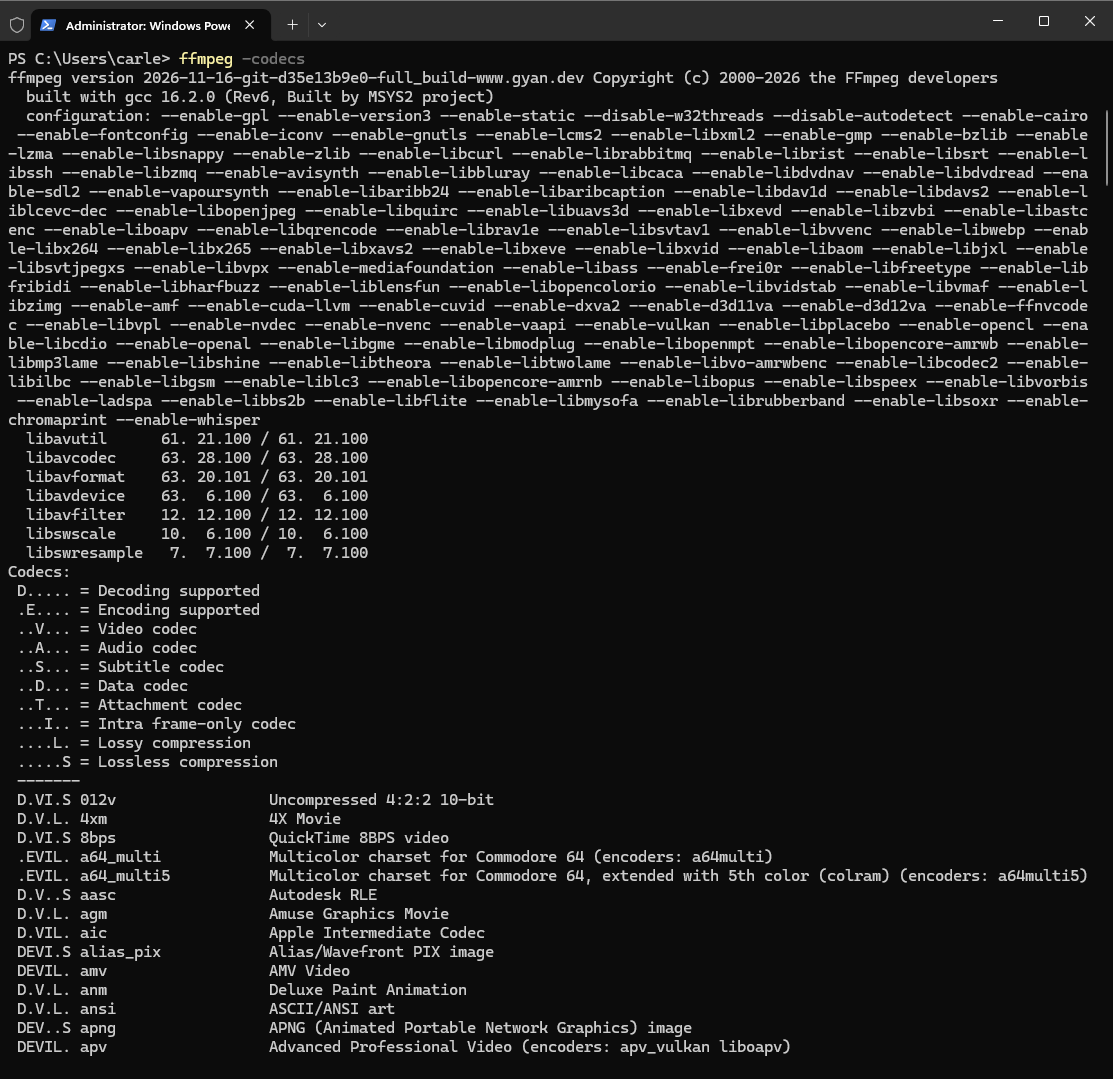 Administrator: Windows Powe
PS C:\Users\carle> ffmpeg -codecs
ffmpeg version 2026-11-16-git-d35e13b9e0-full_build-www.gyan.dev Copyright (c) 2000-2026 the FFmpeg developers
  built with gcc 16.2.0 (Rev6, Built by MSYS2 project)
  configuration: --enable-gpl --enable-version3 --enable-static --disable-w32threads --disable-autodetect --enable-cairo
 --enable-fontconfig --enable-iconv --enable-gnutls --enable-lcms2 --enable-libxml2 --enable-gmp --enable-bzlib --enable
-lzma --enable-libsnappy --enable-zlib --enable-libcurl --enable-librabbitmq --enable-librist --enable-libsrt --enable-l
ibssh --enable-libzmq --enable-avisynth --enable-libbluray --enable-libcaca --enable-libdvdnav --enable-libdvdread --ena
ble-sdl2 --enable-vapoursynth --enable-libaribb24 --enable-libaribcaption --enable-libdav1d --enable-libdavs2 --enable-l
iblcevc-dec --enable-libopenjpeg --enable-libquirc --enable-libuavs3d --enable-libxevd --enable-libzvbi --enable-libastc
enc --enable-liboapv --enable-libqrencode --enable-librav1e --enable-libsvtav1 --enable-libvvenc --enable-libwebp --enab
le-libx264 --enable-libx265 --enable-libxavs2 --enable-libxeve --enable-libxvid --enable-libaom --enable-libjxl --enable
-libsvtjpegxs --enable-libvpx --enable-mediafoundation --enable-libass --enable-frei0r --enable-libfreetype --enable-lib
fribidi --enable-libharfbuzz --enable-liblensfun --enable-libopencolorio --enable-libvidstab --enable-libvmaf --enable-l
ibzimg --enable-amf --enable-cuda-llvm --enable-cuvid --enable-dxva2 --enable-d3d11va --enable-d3d12va --enable-ffnvcode
c --enable-libvpl --enable-nvdec --enable-nvenc --enable-vaapi --enable-vulkan --enable-libplacebo --enable-opencl --ena
ble-libcdio --enable-openal --enable-libgme --enable-libmodplug --enable-libopenmpt --enable-libopencore-amrwb --enable-
libmp3lame --enable-libshine --enable-libtheora --enable-libtwolame --enable-libvo-amrwbenc --enable-libcodec2 --enable-
libilbc --enable-libgsm --enable-liblc3 --enable-libopencore-amrnb --enable-libopus --enable-libspeex --enable-libvorbis
 --enable-ladspa --enable-libbs2b --enable-libflite --enable-libmysofa --enable-librubberband --enable-libsoxr --enable-
chromaprint --enable-whisper
  libavutil      61. 21.100 / 61. 21.100
  libavcodec     63. 28.100 / 63. 28.100
  libavformat    63. 20.101 / 63. 20.101
  libavdevice    63.  6.100 / 63.  6.100
  libavfilter    12. 12.100 / 12. 12.100
  libswscale     10.  6.100 / 10.  6.100
  libswresample   7.  7.100 /  7.  7.100
Codecs:
 D..... = Decoding supported
 .E.... = Encoding supported
 ..V... = Video codec
 ..A... = Audio codec
 ..S... = Subtitle codec
 ..D... = Data codec
 ..T... = Attachment codec
 ...I.. = Intra frame-only codec
 ....L. = Lossy compression
 .....S = Lossless compression
 -------
 D.VI.S 012v                 Uncompressed 4:2:2 10-bit
 D.V.L. 4xm                  4X Movie
 D.VI.S 8bps                 QuickTime 8BPS video
 .EVIL. a64_multi            Multicolor charset for Commodore 64 (encoders: a64multi)
 .EVIL. a64_multi5           Multicolor charset for Commodore 64, extended with 5th color (colram) (encoders: a64multi5)
 D.V..S aasc                 Autodesk RLE
 D.V.L. agm                  Amuse Graphics Movie
 D.VIL. aic                  Apple Intermediate Codec
 DEVI.S alias_pix            Alias/Wavefront PIX image
 DEVIL. amv                  AMV Video
 D.V.L. anm                  Deluxe Paint Animation
 D.V.L. ansi                 ASCII/ANSI art
 DEV..S apng                 APNG (Animated Portable Network Graphics) image
 DEVIL. apv                  Advanced Professional Video (encoders: apv_vulkan liboapv)